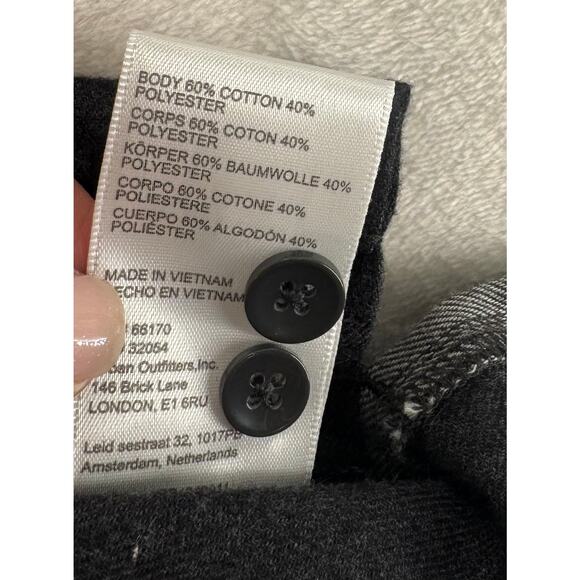 BODY 60% COTTON 40%
POLYESTER
CORPS 60% COTON 40%
POLYESTER
KÖRPER 60% BAUMWOLLE 40%
POLYESTER
CORPO 60% COTONE 40%
POLIESTERE
CUERPO 60% ALGODÓN 40%
POLIÉSTER
MADE IN VIETNAM
ECHO EN VIETNAM
66170
32054
ban Outfitters,Inc.
146 Brick Lane
LONDON, E1 6RU
Leid sestraat 32, 1017PB
Amsterdam, Netherlands